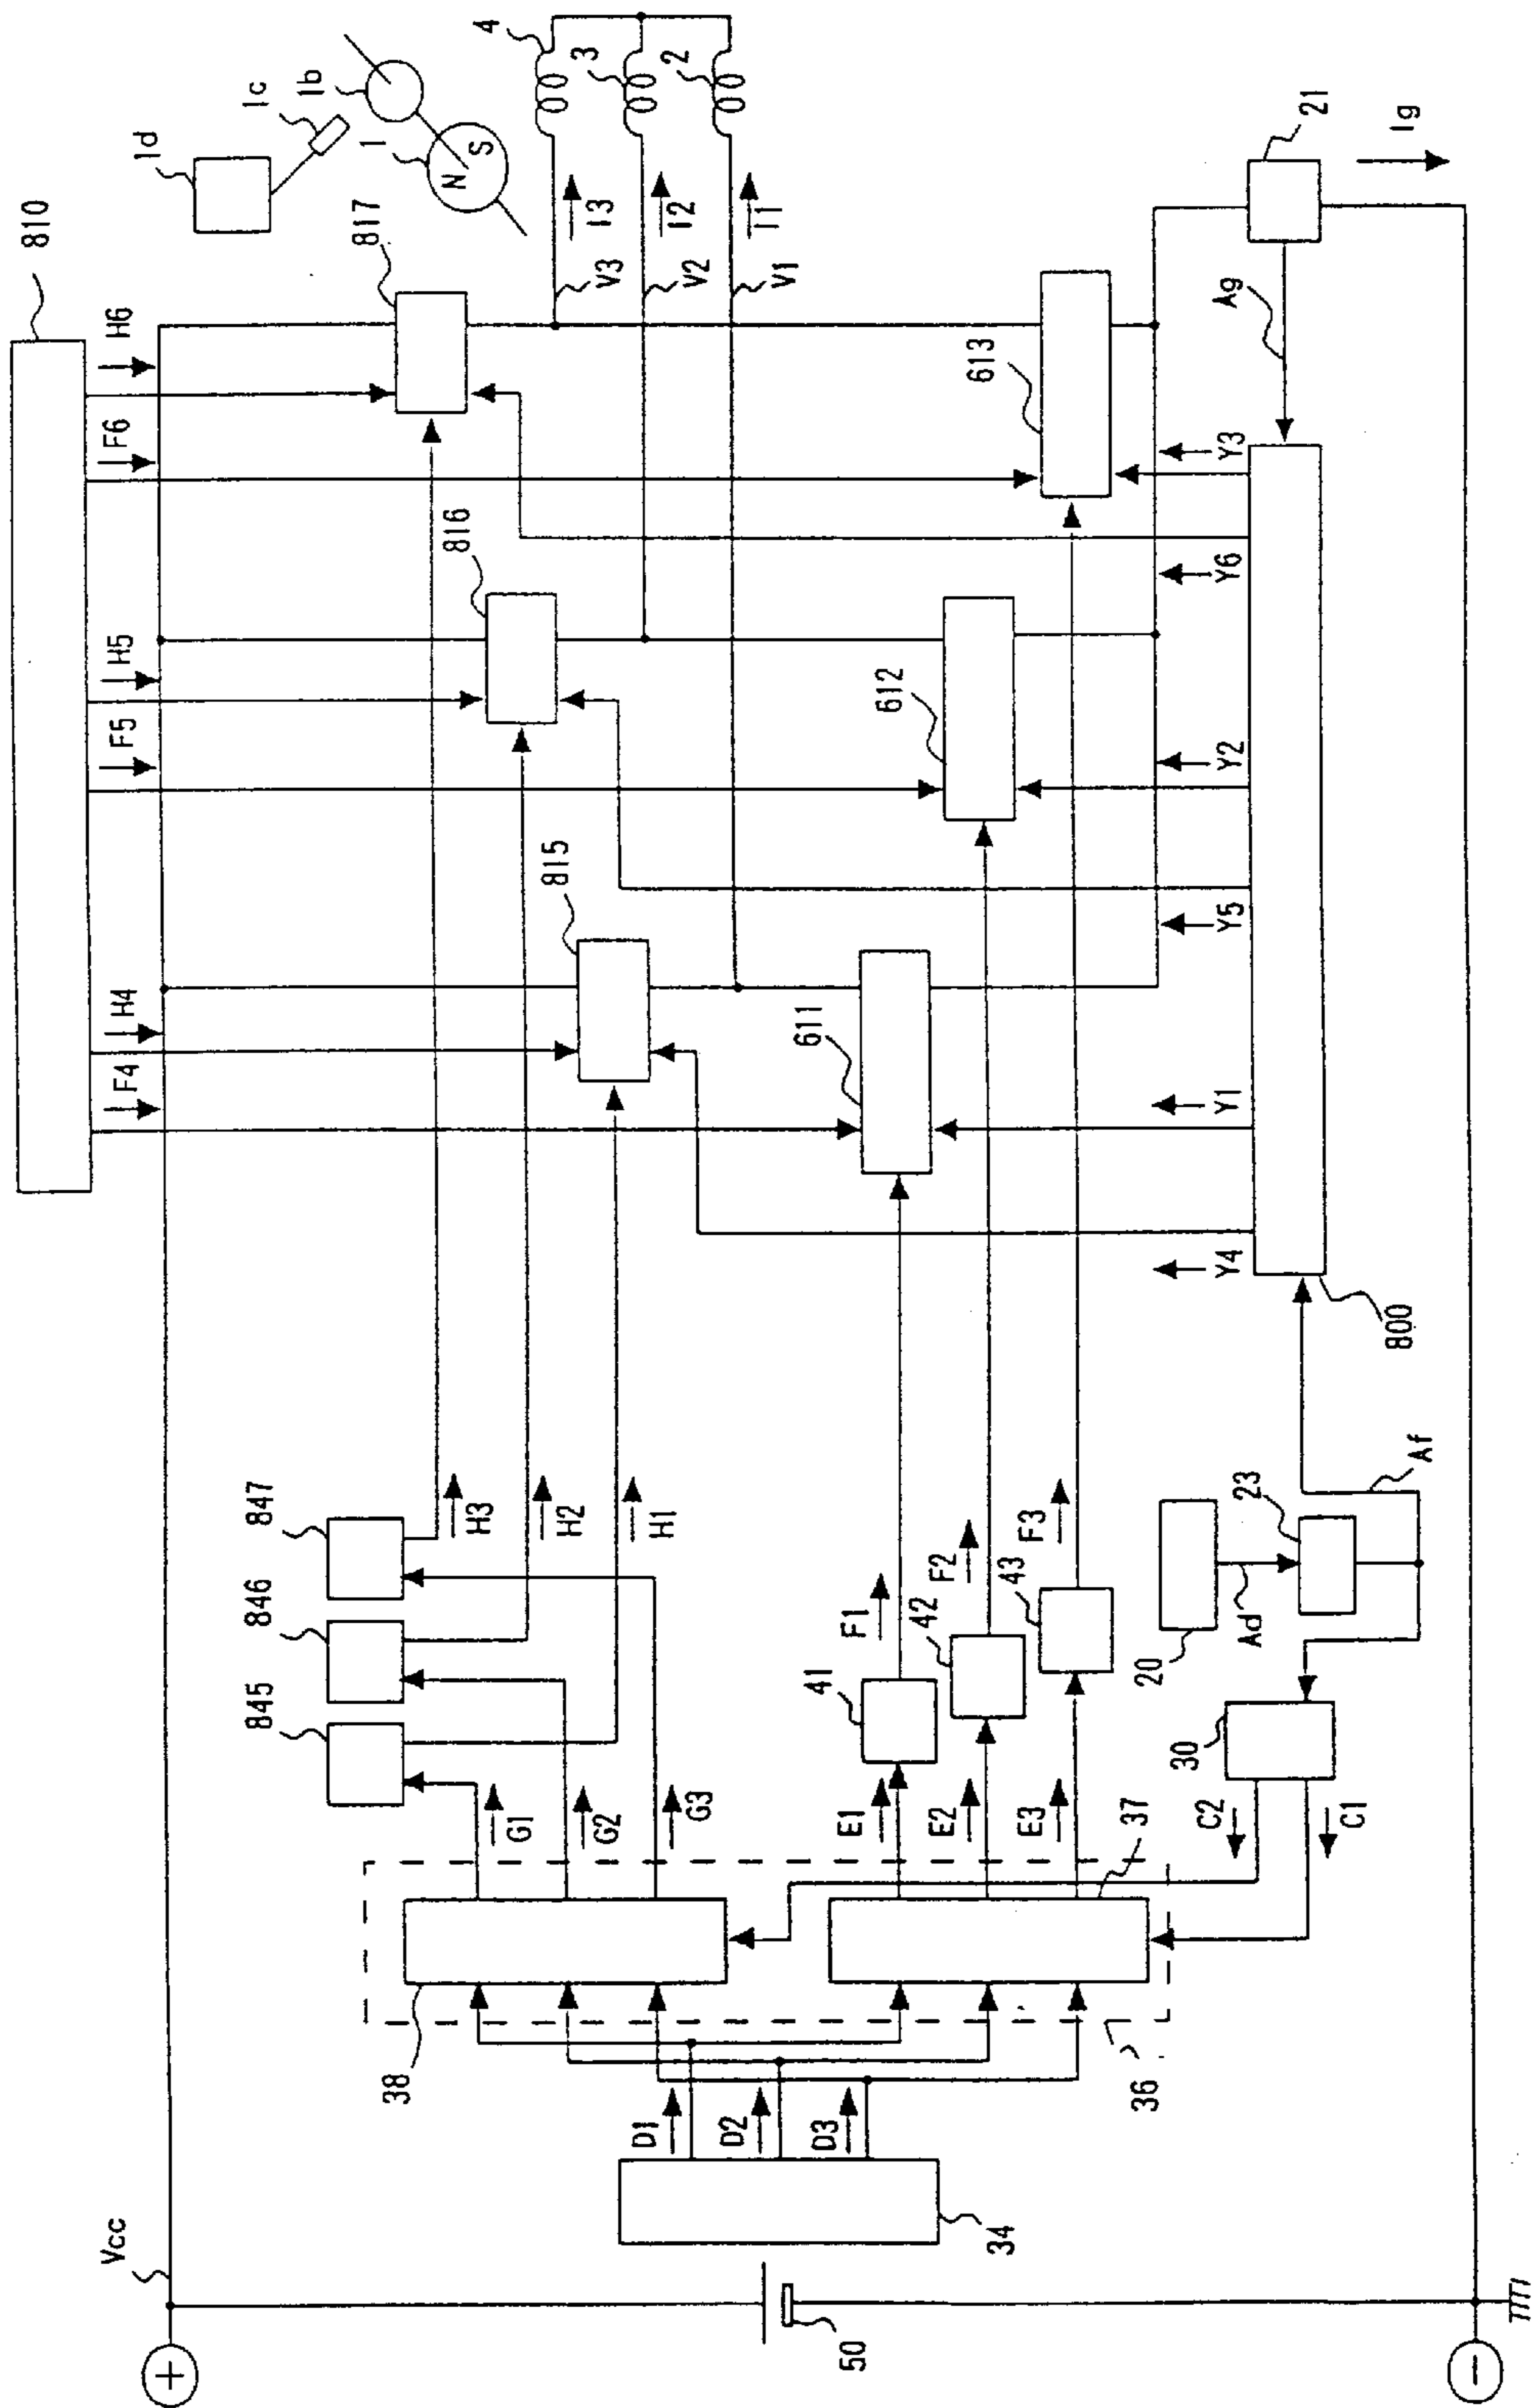 810
1d
1c
1b
1
N
S
4
3
2
817
H6
F6
I3
I2
I1
V3
V2
V1
21
Ig
Ag
613
Y3
816
Y6
H5
F5
612
Y2
815
Y5
H4
F4
611
Y1
Y4
800
847
846
845
H3
H2
H1
F1
F2
F3
41
42
43
20
23
Ad
Af
30
C2
C1
G1
G2
G3
E1
E2
E3
37
38
36
D1
D2
D3
34
Vcc
50
+
−